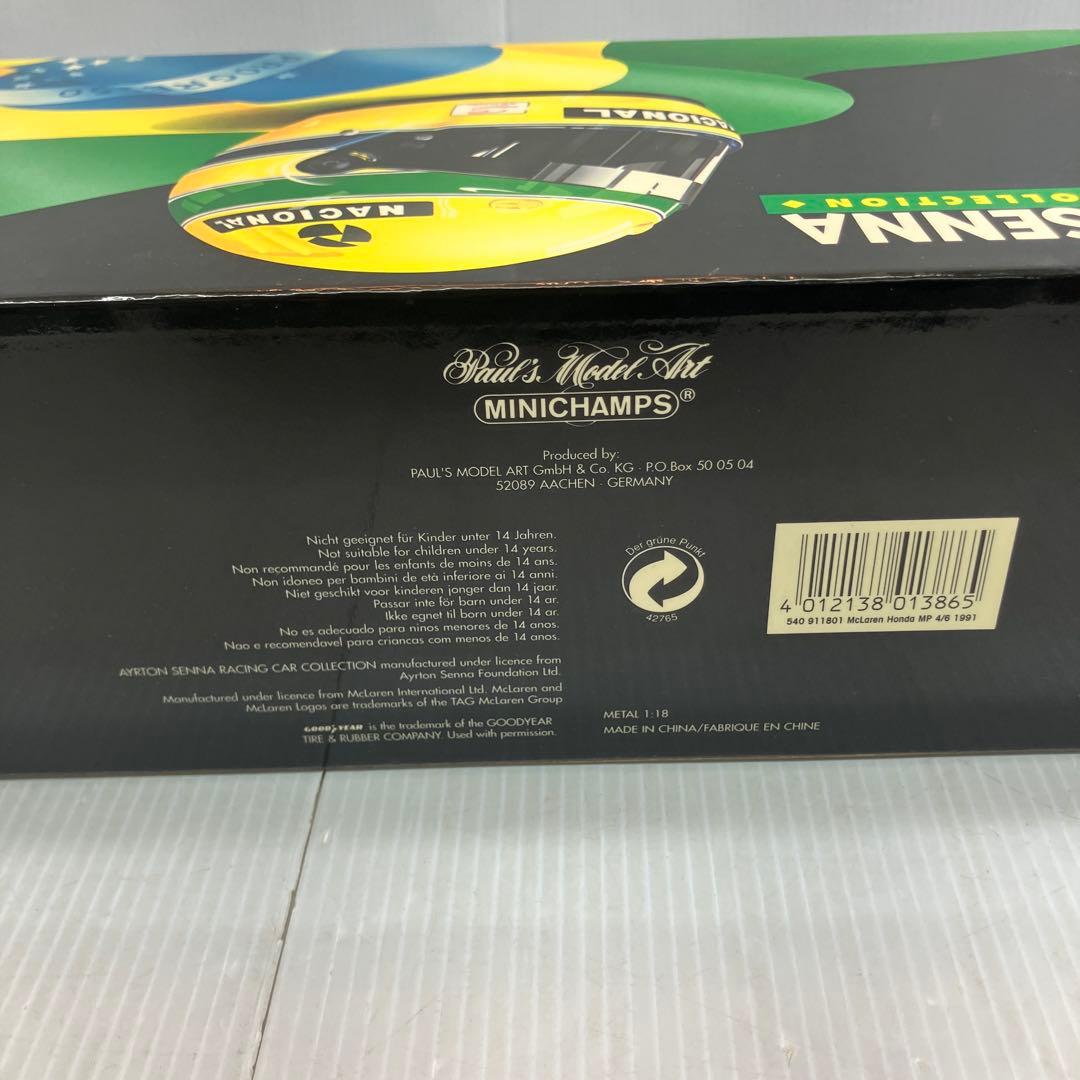 NACIONAL
NACIONAL
SENNA
COLLECTION
Paul's Model Art
MINICHAMPS®
Produced by:
PAUL'S MODEL ART GmbH & Co. KG · P.O.Box 50 05 04
52089 AACHEN · GERMANY
Nicht geeignet für Kinder unter 14 Jahren.
Not suitable for children under 14 years.
Non recommandé pour les enfants de moins de 14 ans.
Non idoneo per bambini de età inferiore ai 14 anni.
Niet geschikt voor kinderen jonger dan 14 jaar.
Passar inte för barn under 14 ar.
Ikke egnet til born under 14 ar.
No es adecuado para ninos menores de 14 anos.
Nao e recomendavel para criancas com menos de 14 anos.
AYRTON SENNA RACING CAR COLLECTION manufactured under licence from
Ayrton Senna Foundation Ltd.
Manufactured under licence from McLaren International Ltd. McLaren and
McLaren Logos are trademarks of the TAG McLaren Group
GOODYEAR is the trademark of the GOODYEAR
TIRE & RUBBER COMPANY. Used with permission.
Der grüne Punkt
42765
METAL 1:18
MADE IN CHINA/FABRIQUE EN CHINE
4 012138 013865
540 911801 McLaren Honda MP 4/6 1991